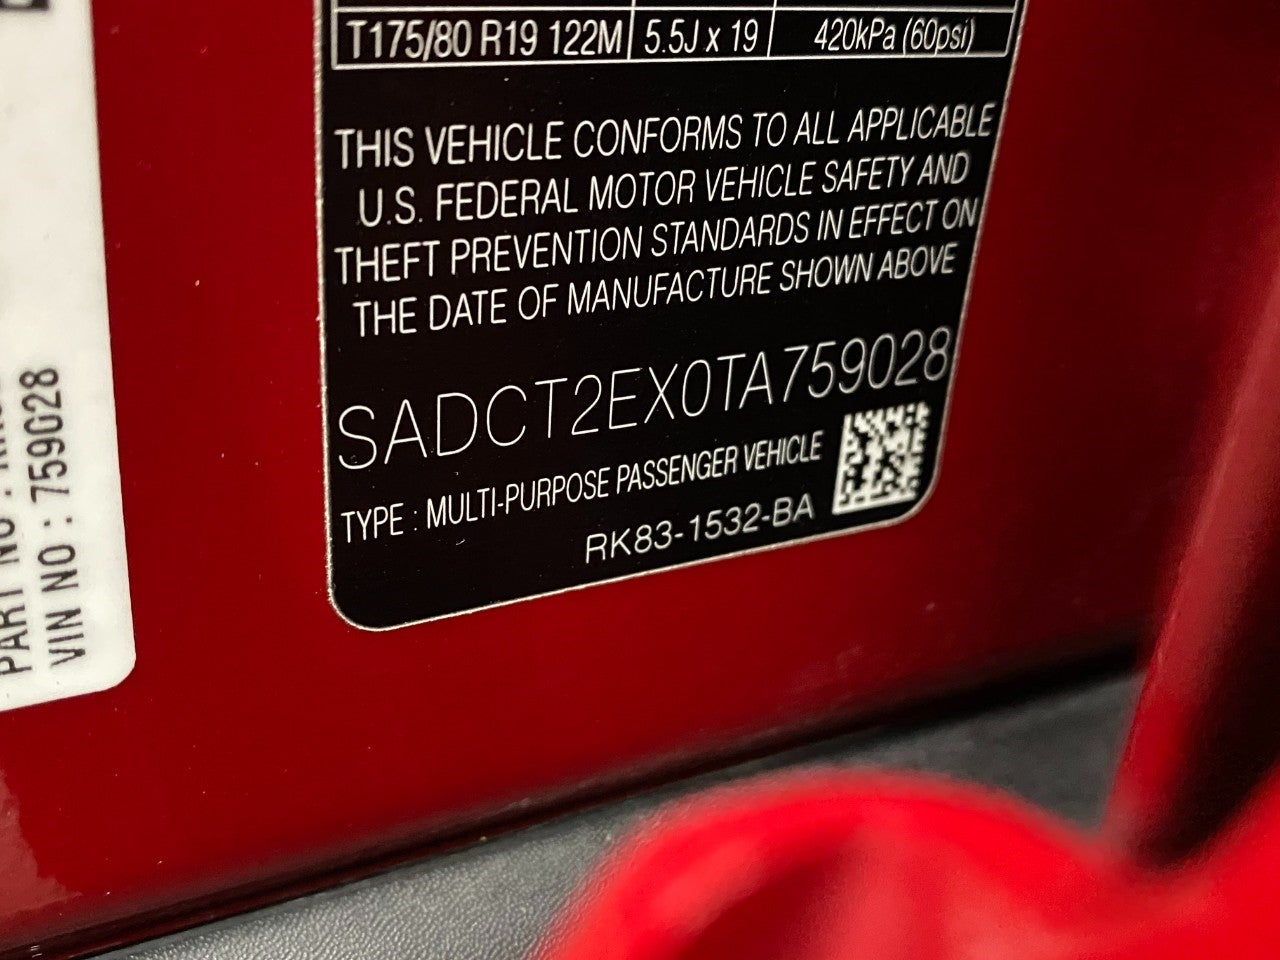 T175/80 R19 122M 5.5J x 19 420kPa (60psi)
THIS VEHICLE CONFORMS TO ALL APPLICABLE
U.S. FEDERAL MOTOR VEHICLE SAFETY AND
THEFT PREVENTION STANDARDS IN EFFECT ON
THE DATE OF MANUFACTURE SHOWN ABOVE
SADCT2EX0TA759028
TYPE : MULTI-PURPOSE PASSENGER VEHICLE
RK83-1532-BA
PART NO :
VIN NO : 759028